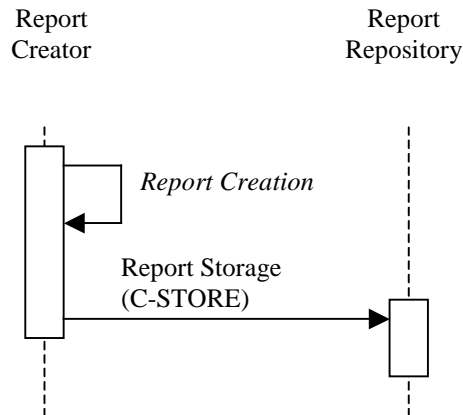 Report
Creator
Report
Repository
Report Creation
Report Storage
(C-STORE)